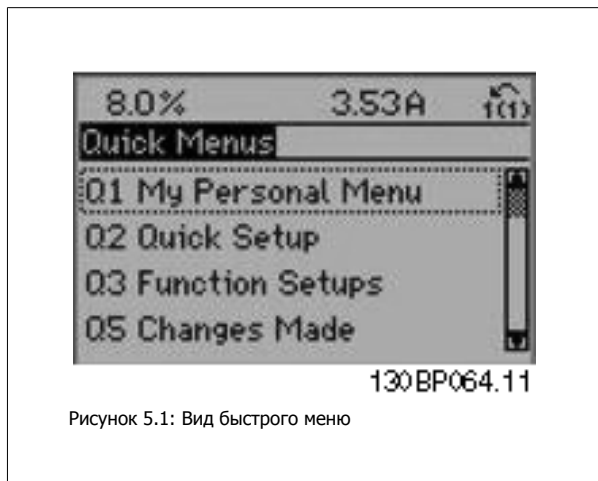 8.0% 3.53A 1(1)
Quick Menus
Q1 My Personal Menu
Q2 Quick Setup
Q3 Function Setups
Q5 Changes Made
130BP064.11
Рисунок 5.1: Вид быстрого меню